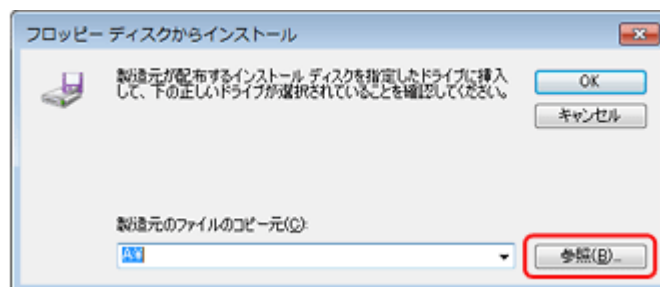 フロッピー ディスクからインストール
製造元が配布するインストール ディスクを指定したドライブに挿入
して、下の正しいドライブが選択されていることを確認してください。
OK
キャンセル
製造元のファイルのコピー元(C):
A:¥
参照(B)...